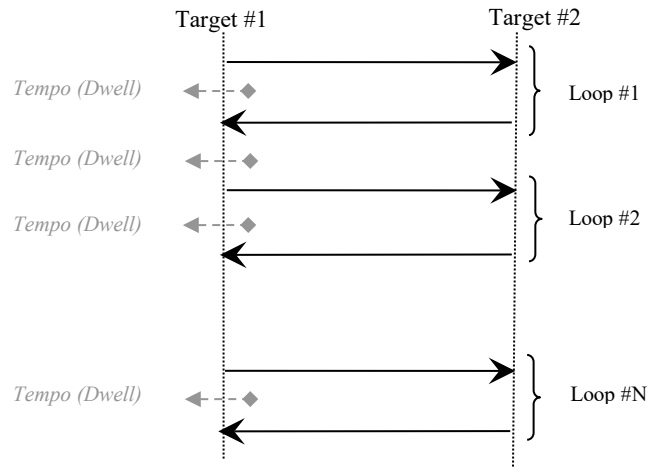 Target #1
Target #2
Tempo (Dwell)
Loop #1
Tempo (Dwell)
Tempo (Dwell)
Loop #2
Tempo (Dwell)
Loop #N